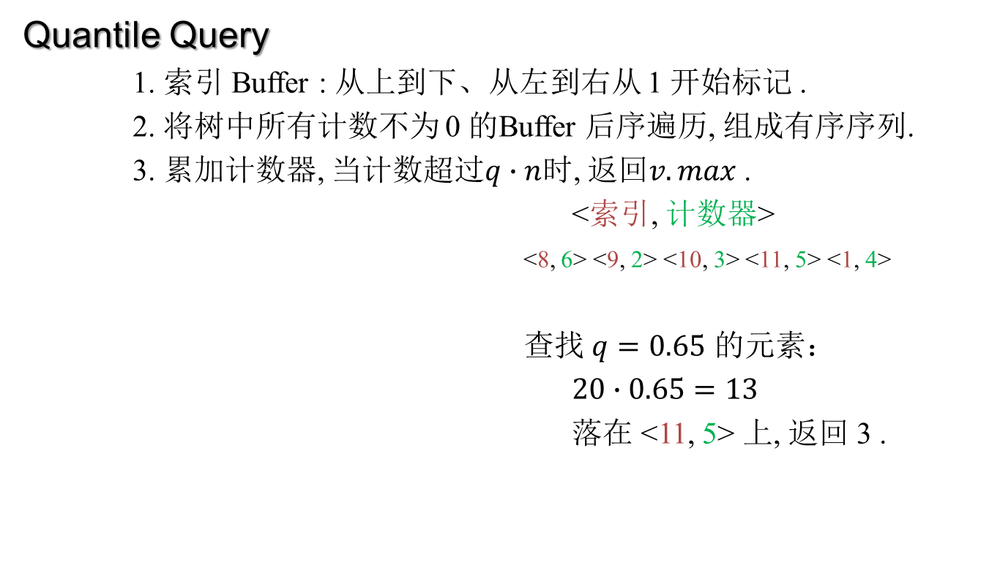 Quantile Query
1. 索引 Buffer : 从上到下、从左到右从 1 开始标记 .
2. 将树中所有计数不为 0 的Buffer 后序遍历, 组成有序序列.
3. 累加计数器, 当计数超过q · n时, 返回v. max .
<索引, 计数器>
<8, 6> <9, 2> <10, 3> <11, 5> <1, 4>
查找 q = 0.65 的元素：
20 · 0.65 = 13
落在 <11, 5> 上, 返回 3 .